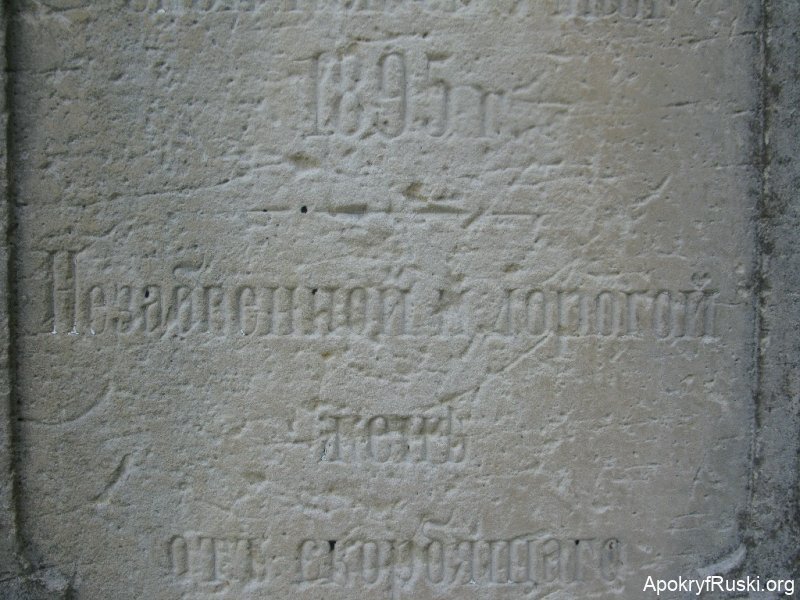 1895 г.
Незабвенной и дорогой
женѣ
отъ скорбящаго
ApokryfRuski.org